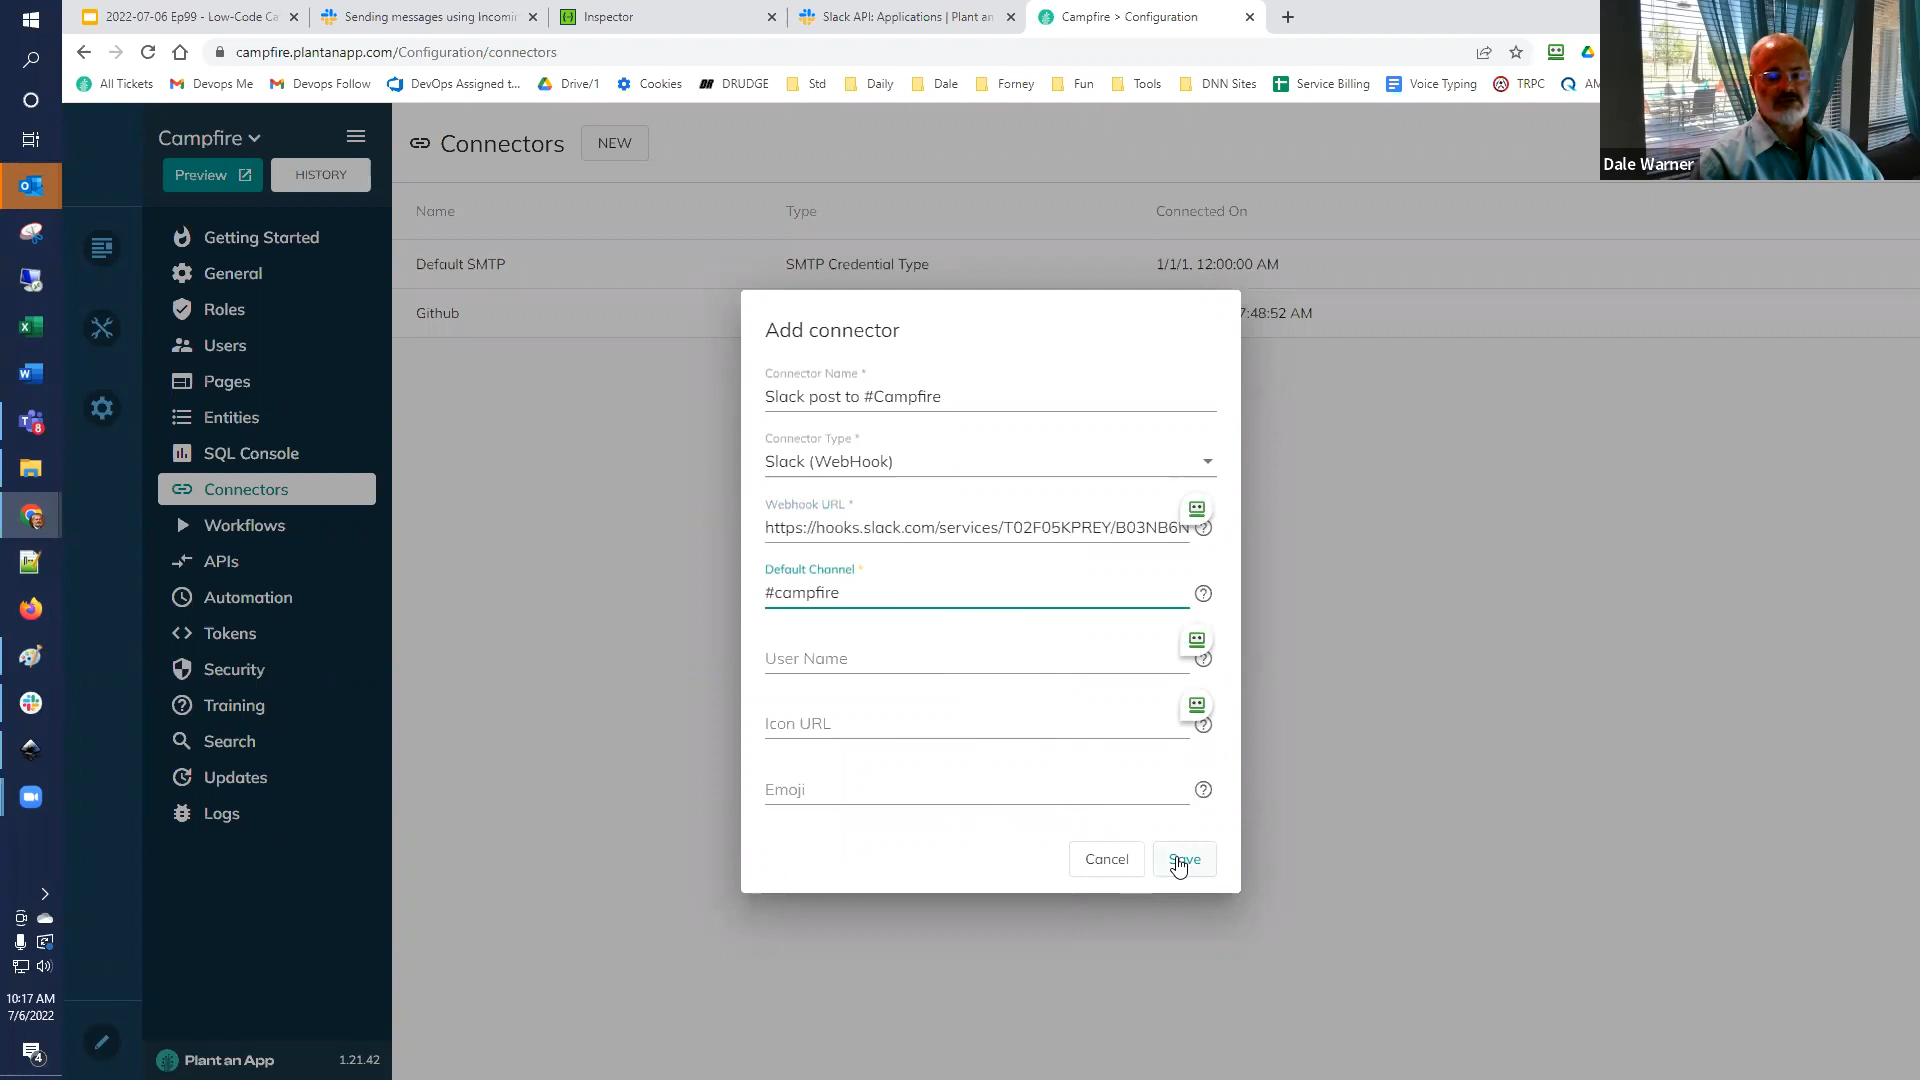 2022-07-06 Ep99 - Low-Code Ca
Sending messages using Incomi
Inspector
Slack API: Applications | Plant an
Campfire > Configuration
campfire.plantanapp.com/Configuration/connectors
All Tickets
Devops Me
Devops Follow
DevOps Assigned t...
Drive/1
Cookies
DRUDGE
Std
Daily
Dale
Forney
Fun
Tools
DNN Sites
Service Billing
Voice Typing
TRPC
Dale Warner
Campfire
Preview
HISTORY
Getting Started
General
Roles
Users
Pages
Entities
SQL Console
Connectors
Workflows
APIs
Automation
Tokens
Security
Training
Search
Updates
Logs
Plant an App
1.21.42
Connectors
NEW
Name Type Connected On
Default SMTP SMTP Credential Type 1/1/1, 12:00:00 AM
Github 7:48:52 AM
Add connector
Connector Name *
Slack post to #Campfire
Connector Type *
Slack (WebHook)
Webhook URL *
https://hooks.slack.com/services/T02F05KPREY/B03NB6
Default Channel *
#campfire
User Name
Icon URL
Emoji
Cancel
Save
10:17 AM
7/6/2022
8
4